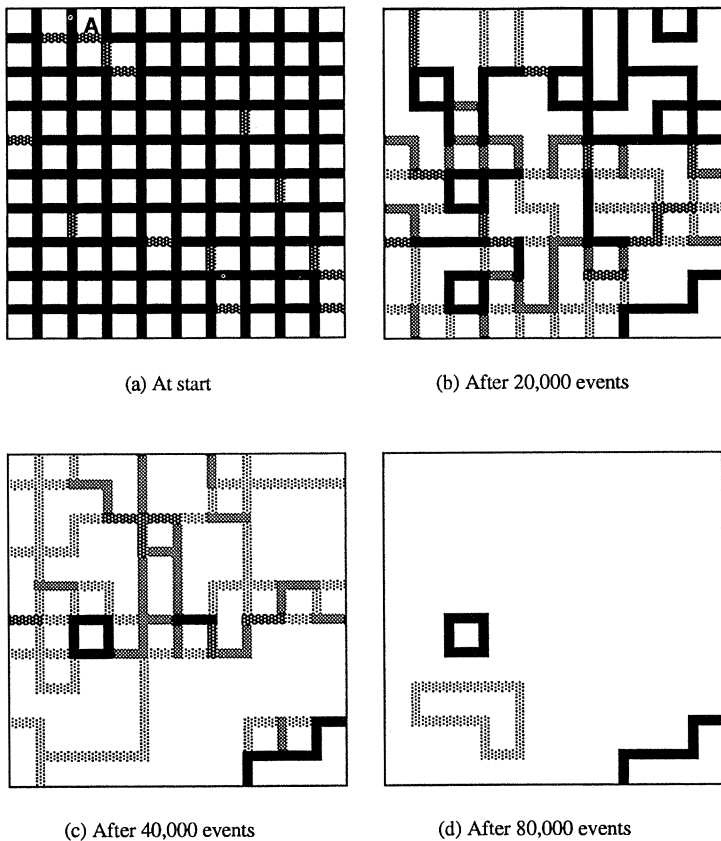 A
(a) At start
(b) After 20,000 events
(c) After 40,000 events
(d) After 80,000 events